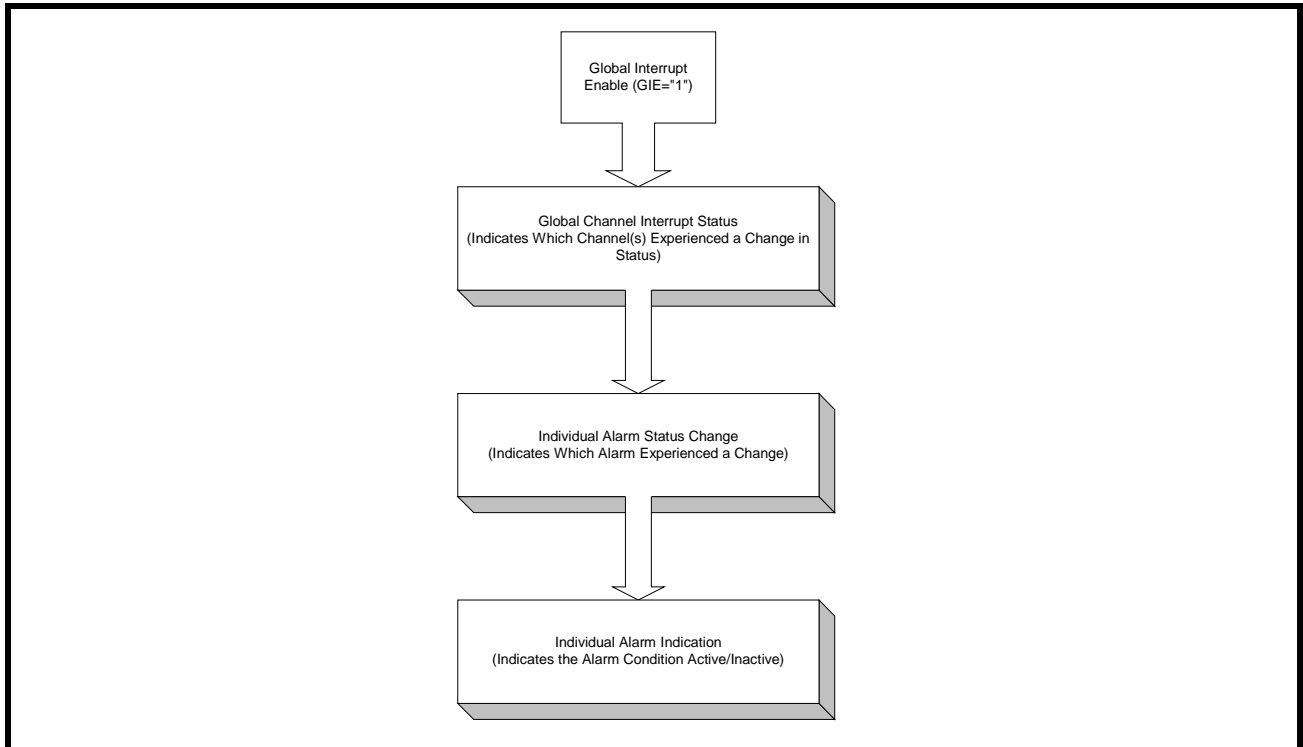 Global Interrupt
Enable (GIE="1")
Global Channel Interrupt Status
(Indicates Which Channel(s) Experienced a Change in
Status)
Individual Alarm Status Change
(Indicates Which Alarm Experienced a Change)
Individual Alarm Indication
(Indicates the Alarm Condition Active/Inactive)